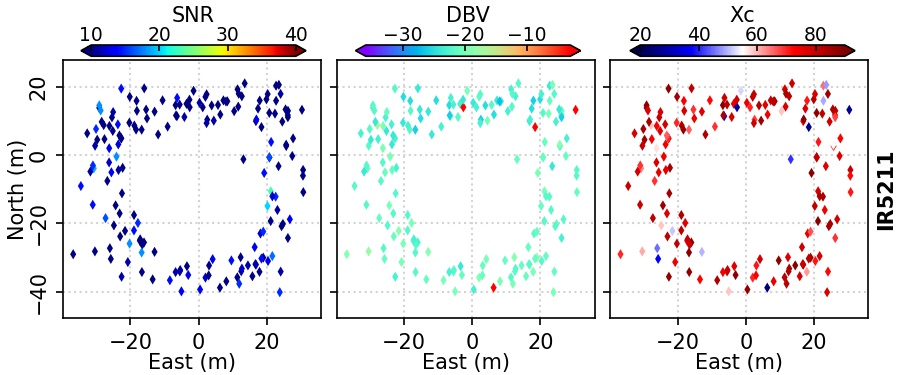 SNR DBV Xc
10 20 30 40 −30 −20 −10 20 40 60 80
20
0
−20
−40
North (m)
−20 0 20 −20 0 20 −20 0 20
East (m) East (m) East (m)
IR5211